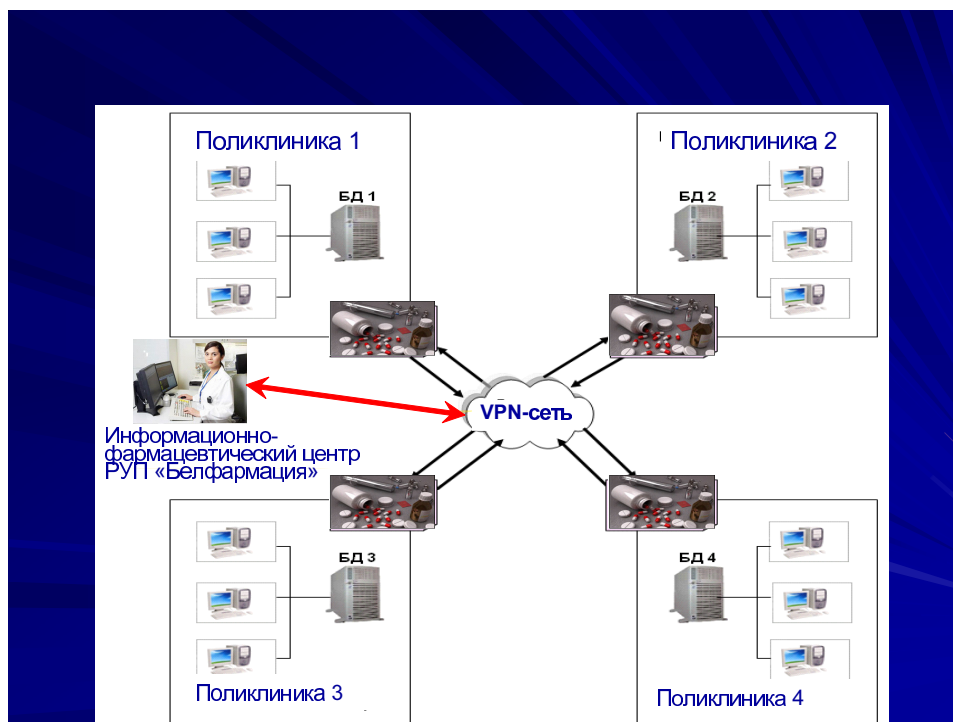 Поликлиника 1
Поликлиника 2
БД 1
БД 2
VPN-сеть
Информационно-
фармацевтический центр
РУП «Белфармация»
БД 3
БД 4
Поликлиника 3
Поликлиника 4